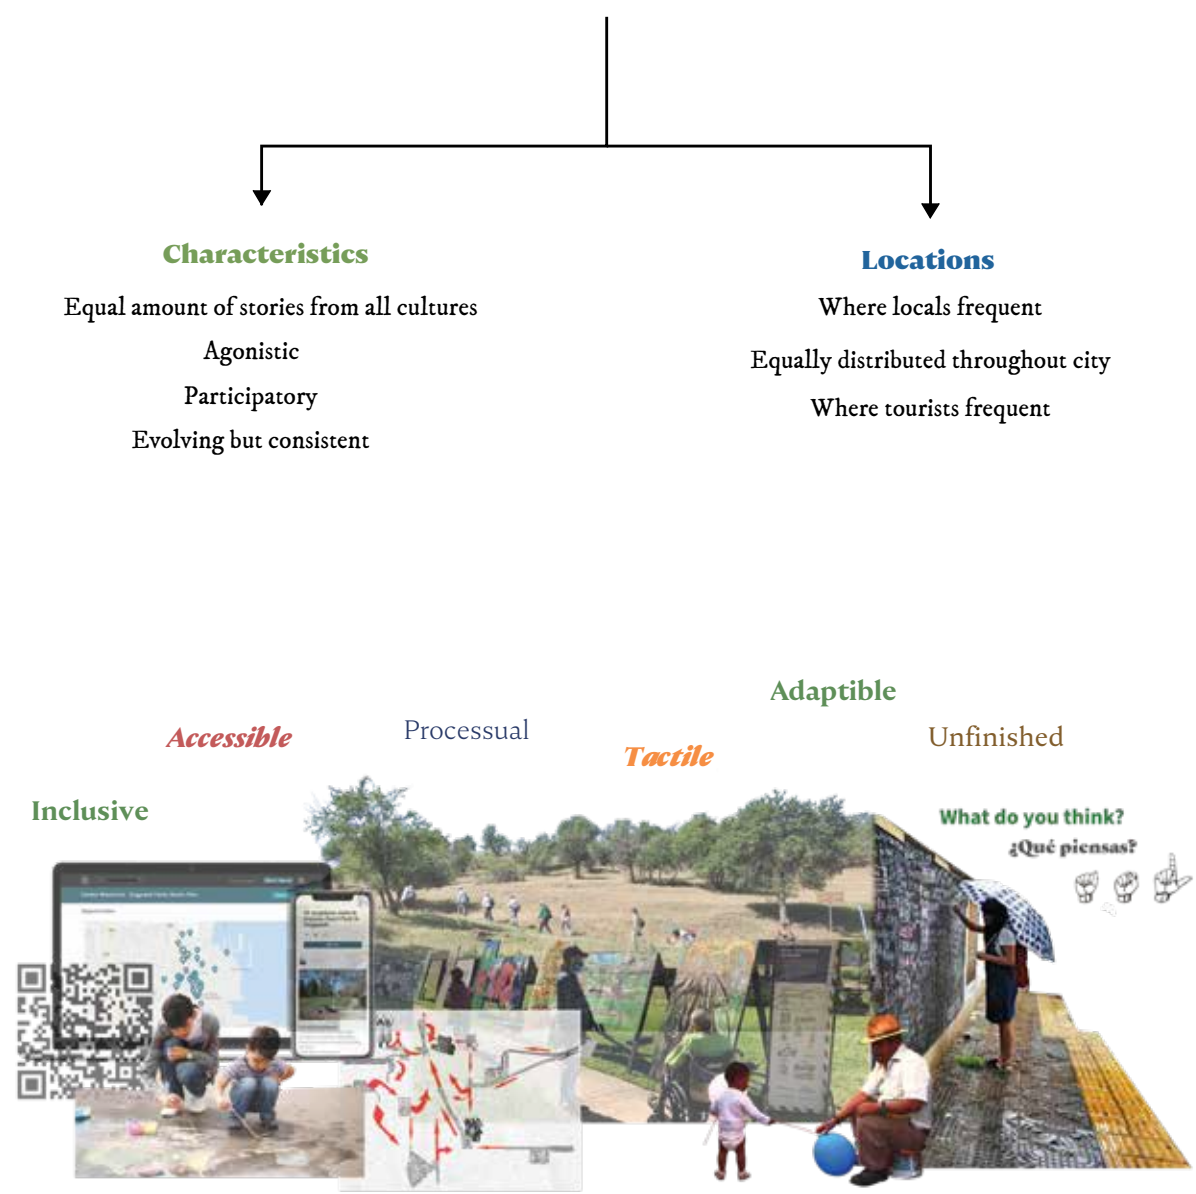 Characteristics
Equal amount of stories from all cultures
Agonistic
Participatory
Evolving but consistent
Locations
Where locals frequent
Equally distributed throughout city
Where tourists frequent
Adaptible
Accessible
Processual
Tactile
Unfinished
Inclusive
What do you think?
¿Qué piensas?